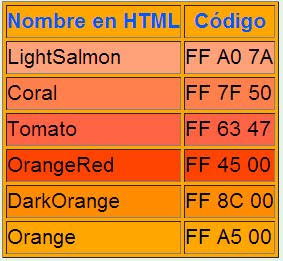 Nombre en HTML Código
LightSalmon FF A0 7A
Coral FF 7F 50
Tomato FF 63 47
OrangeRed FF 45 00
DarkOrange FF 8C 00
Orange FF A5 00